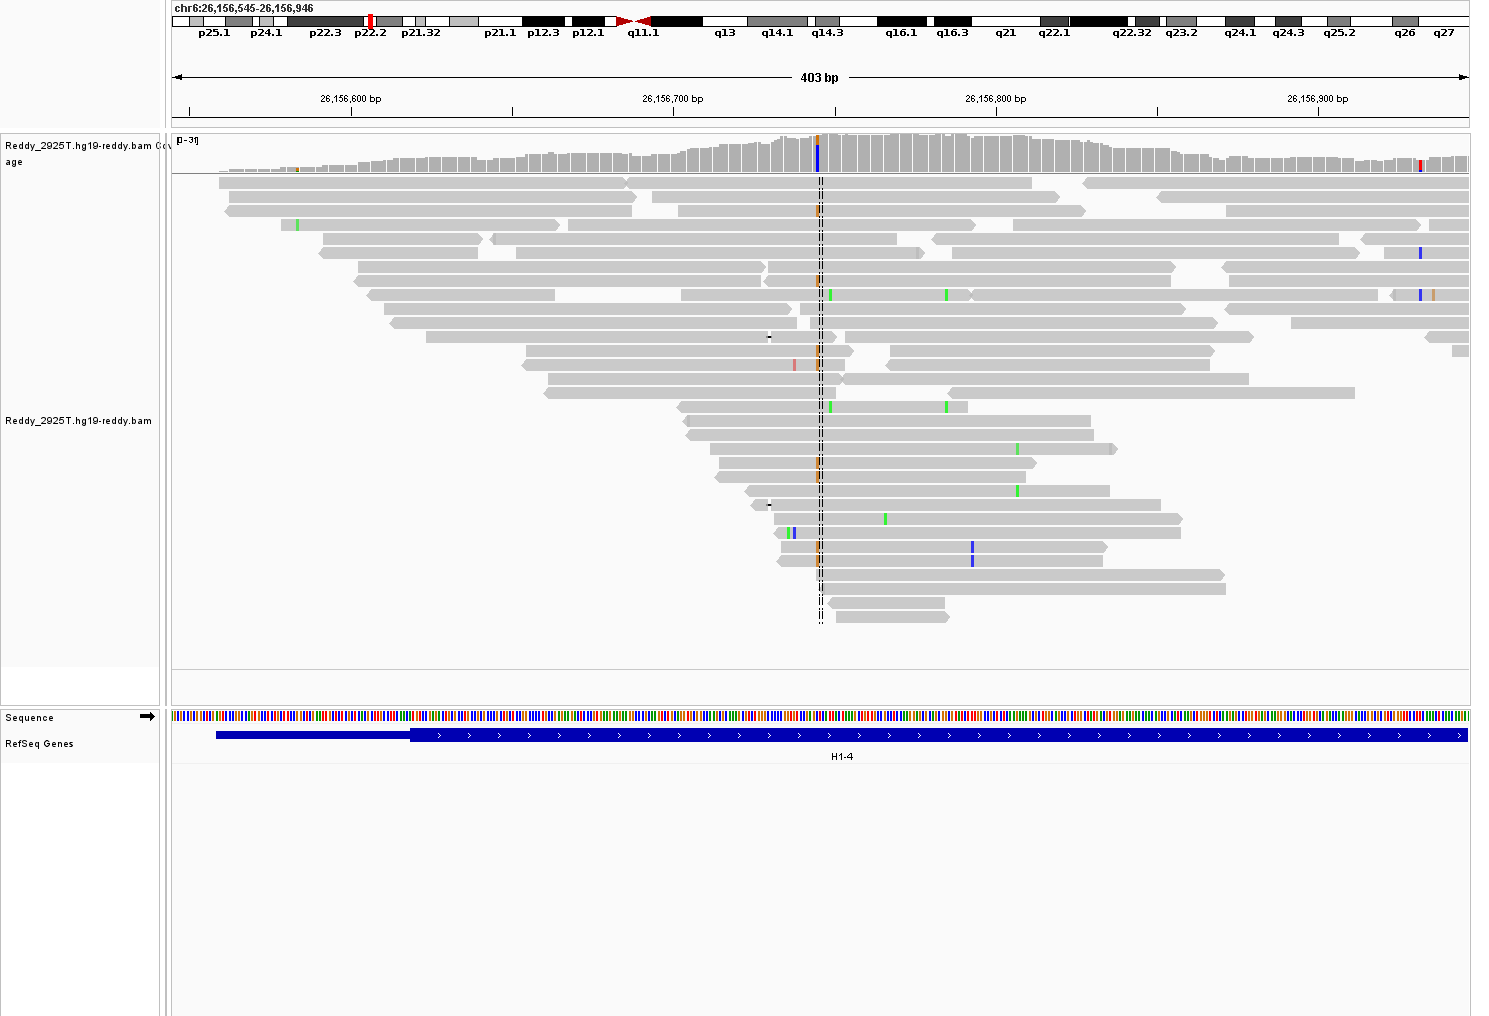 chr6:26,156,545-26,156,946
p25.1 p24.1 p22.3 p22.2 p21.32 p21.1 p12.3 p12.1 q11.1 q13 q14.1 q14.3 q16.1 q16.3 q21 q22.1 q22.32 q23.2 q24.1 q24.3 q25.2 q26 q27
403 bp
26,156,600 bp 26,156,700 bp 26,156,800 bp 26,156,900 bp
[0-31]
Reddy_2925T.hg19-reddy.bam Cov
age
Reddy_2925T.hg19-reddy.bam
Sequence
RefSeq Genes
H1-4